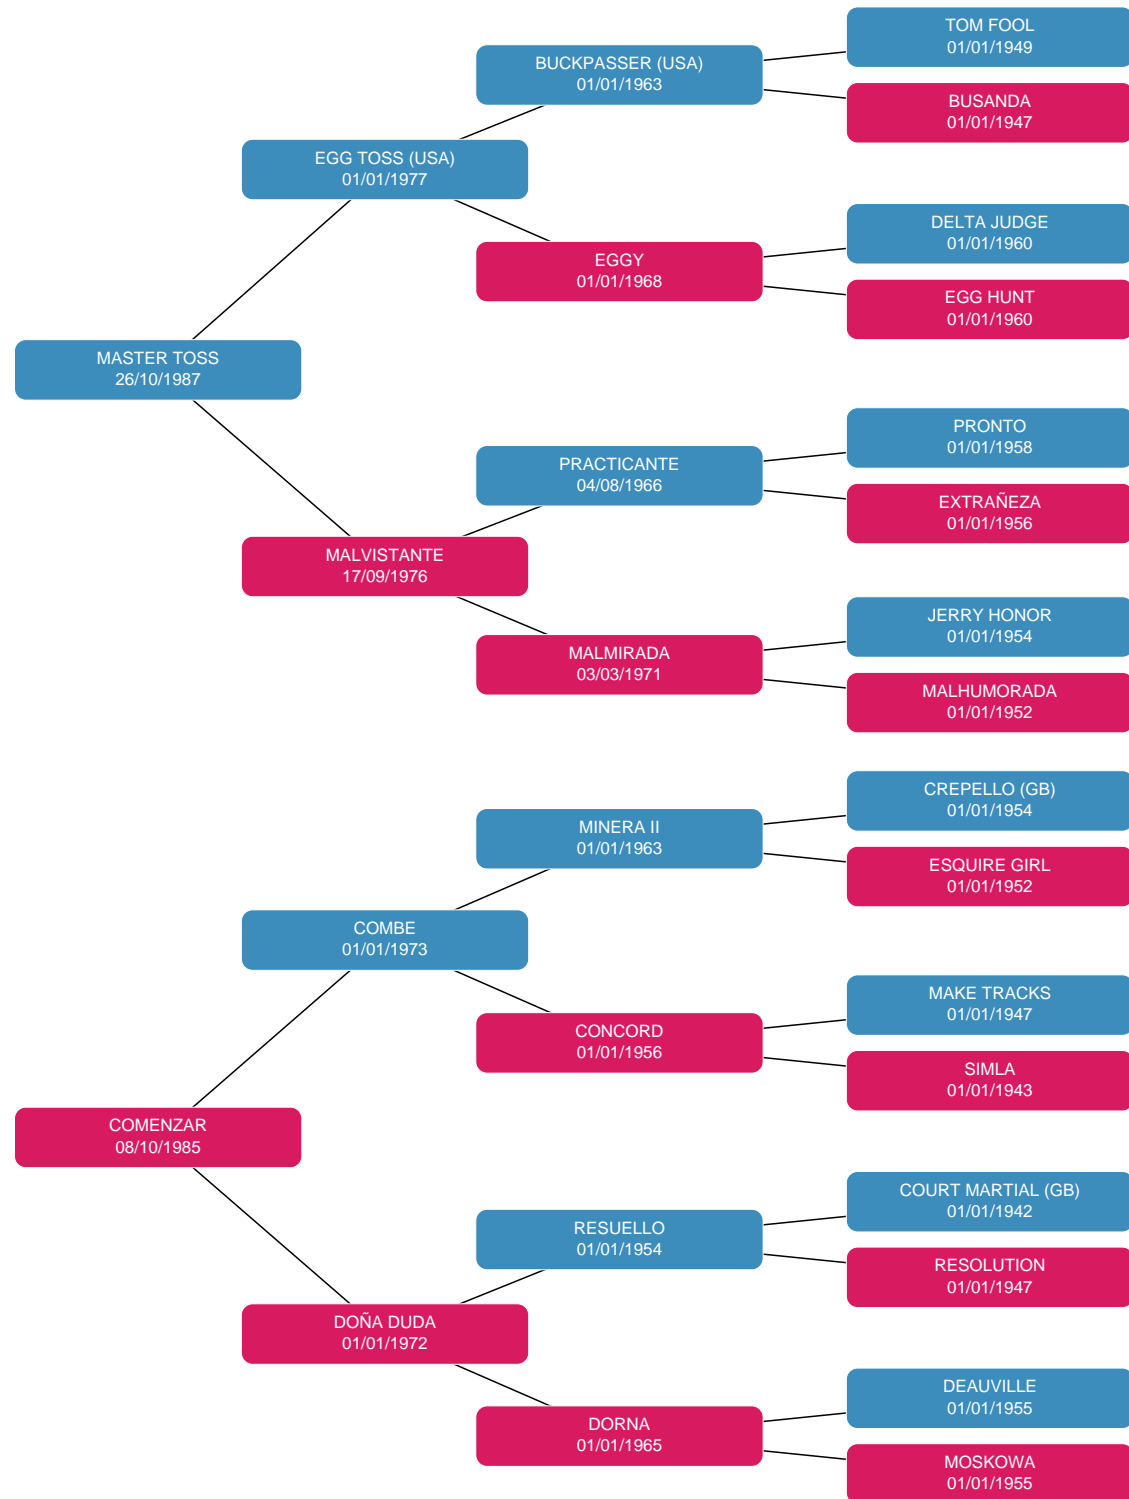 TOM FOOL
01/01/1949
BUCKPASSER (USA)
01/01/1963
BUSANDA
01/01/1947
EGG TOSS (USA)
01/01/1977
DELTA JUDGE
01/01/1960
EGGY
01/01/1968
EGG HUNT
01/01/1960
MASTER TOSS
26/10/1987
PRONTO
01/01/1958
PRACTICANTE
04/08/1966
EXTRAÑEZA
01/01/1956
MALVISTANTE
17/09/1976
JERRY HONOR
01/01/1954
MALMIRADA
03/03/1971
MALHUMORADA
01/01/1952
CREPELLO (GB)
01/01/1954
MINERA II
01/01/1963
ESQUIRE GIRL
01/01/1952
COMBE
01/01/1973
MAKE TRACKS
01/01/1947
CONCORD
01/01/1956
SIMLA
01/01/1943
COMENZAR
08/10/1985
COURT MARTIAL (GB)
01/01/1942
RESUELLO
01/01/1954
RESOLUTION
01/01/1947
DOÑA DUDA
01/01/1972
DEAUVILLE
01/01/1955
DORNA
01/01/1965
MOSKOWA
01/01/1955